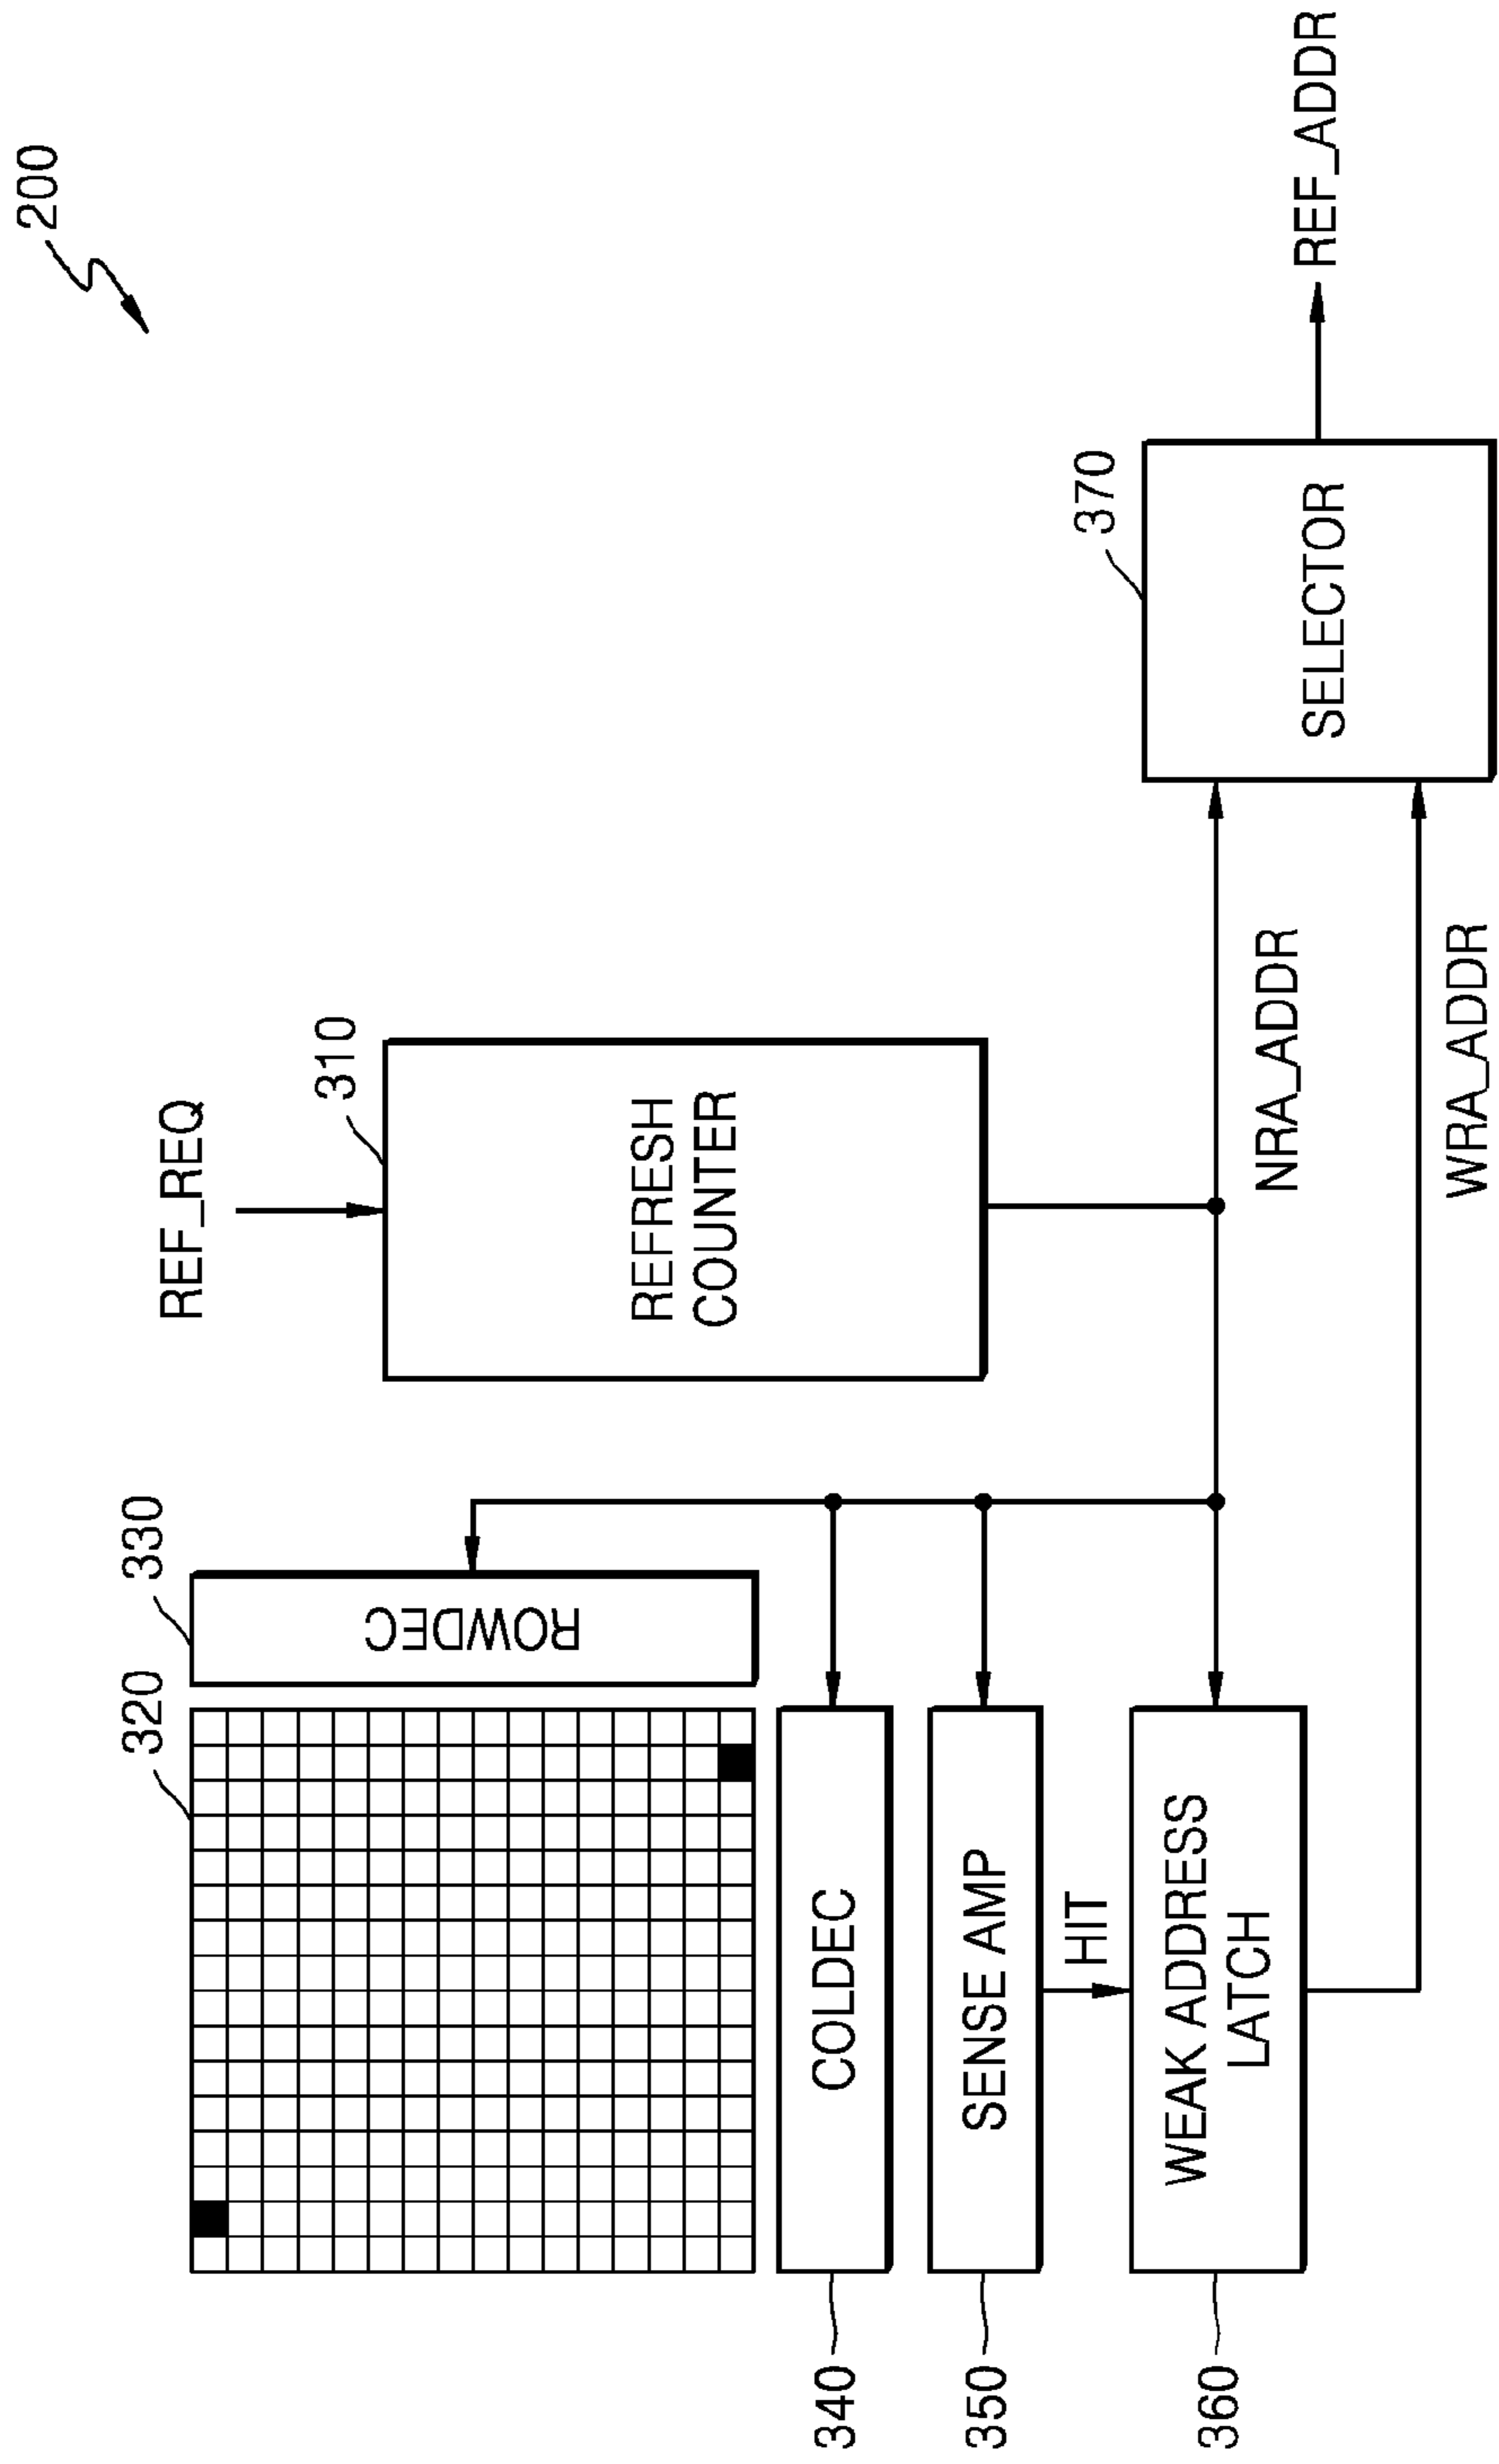 200
REF_REQ
320
330
310
ROWDEC
REFRESH
COUNTER
340
COLDEC
350
SENSE AMP
HIT
370
360
WEAK ADDRESS
LATCH
NRA_ADDR
SELECTOR
REF_ADDR
WRA_ADDR